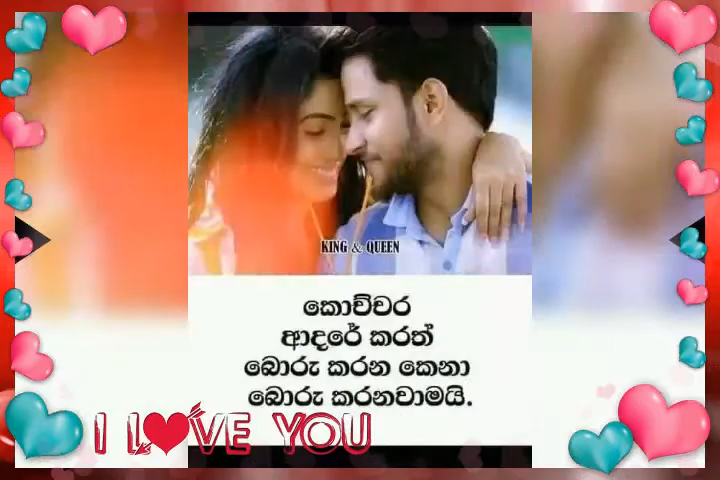 KING & QUEEN
කොච්චර
ආදරේ කරත්
බොරු කරන කෙනා
බොරු කරනවාමයි.
I LOVE YOU